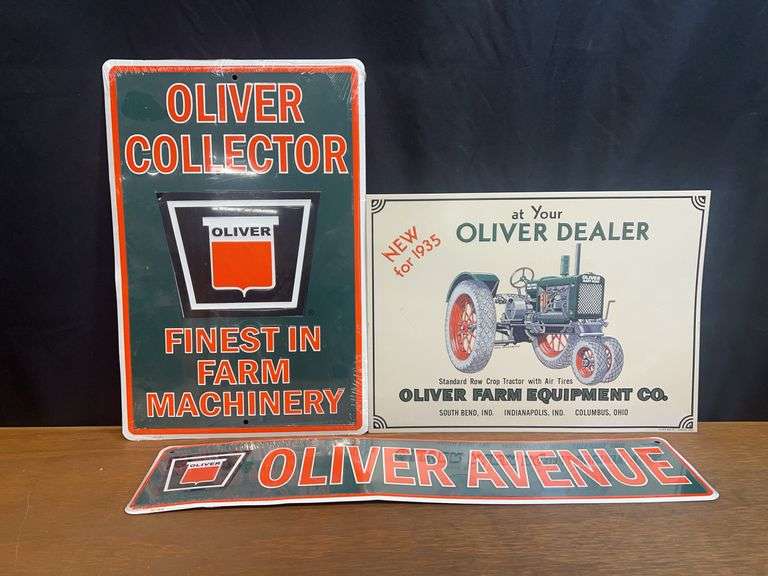 OLIVER
COLLECTOR
OLIVER
FINEST IN
FARM
MACHINERY
at Your
OLIVER DEALER
NEW
for 1935
OLIVER
Standard Row Crop Tractor with Air Tires
OLIVER FARM EQUIPMENT CO.
SOUTH BEND, IND. INDIANAPOLIS, IND. COLUMBUS, OHIO
OLIVER
OLIVER AVENUE